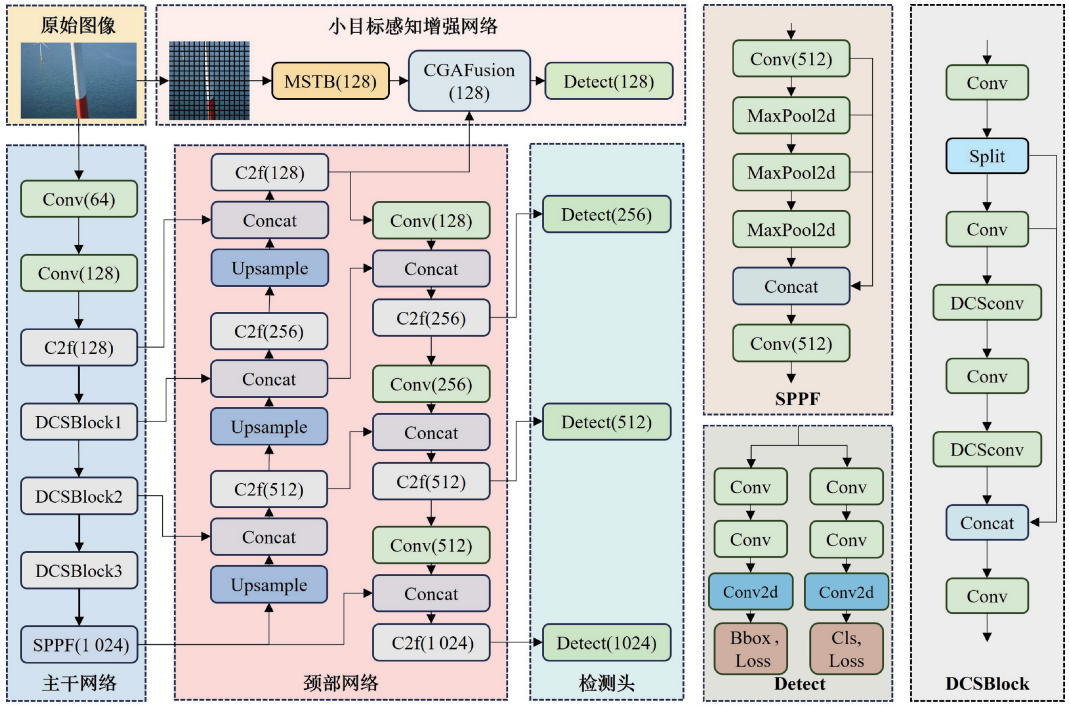 原始图像
小目标感知增强网络
MSTB(128)
CGAFusion
(128)
Detect(128)
Conv(64)
Conv(128)
C2f(128)
DCSBlock1
DCSBlock2
DCSBlock3
SPPF(1 024)
主干网络
C2f(128)
Concat
Upsample
C2f(256)
Concat
Upsample
C2f(512)
Concat
Upsample
Conv(128)
Concat
C2f(256)
Conv(256)
Concat
C2f(512)
Conv(512)
Concat
C2f(1 024)
颈部网络
Detect(256)
Detect(512)
Detect(1024)
检测头
Conv(512)
MaxPool2d
MaxPool2d
MaxPool2d
Concat
Conv(512)
SPPF
Conv
Conv
Conv2d
Bbox ,
Loss
Conv
Conv
Conv2d
Cls,
Loss
Detect
Conv
Split
Conv
DCSconv
Conv
DCSconv
Concat
Conv
DCSBlock